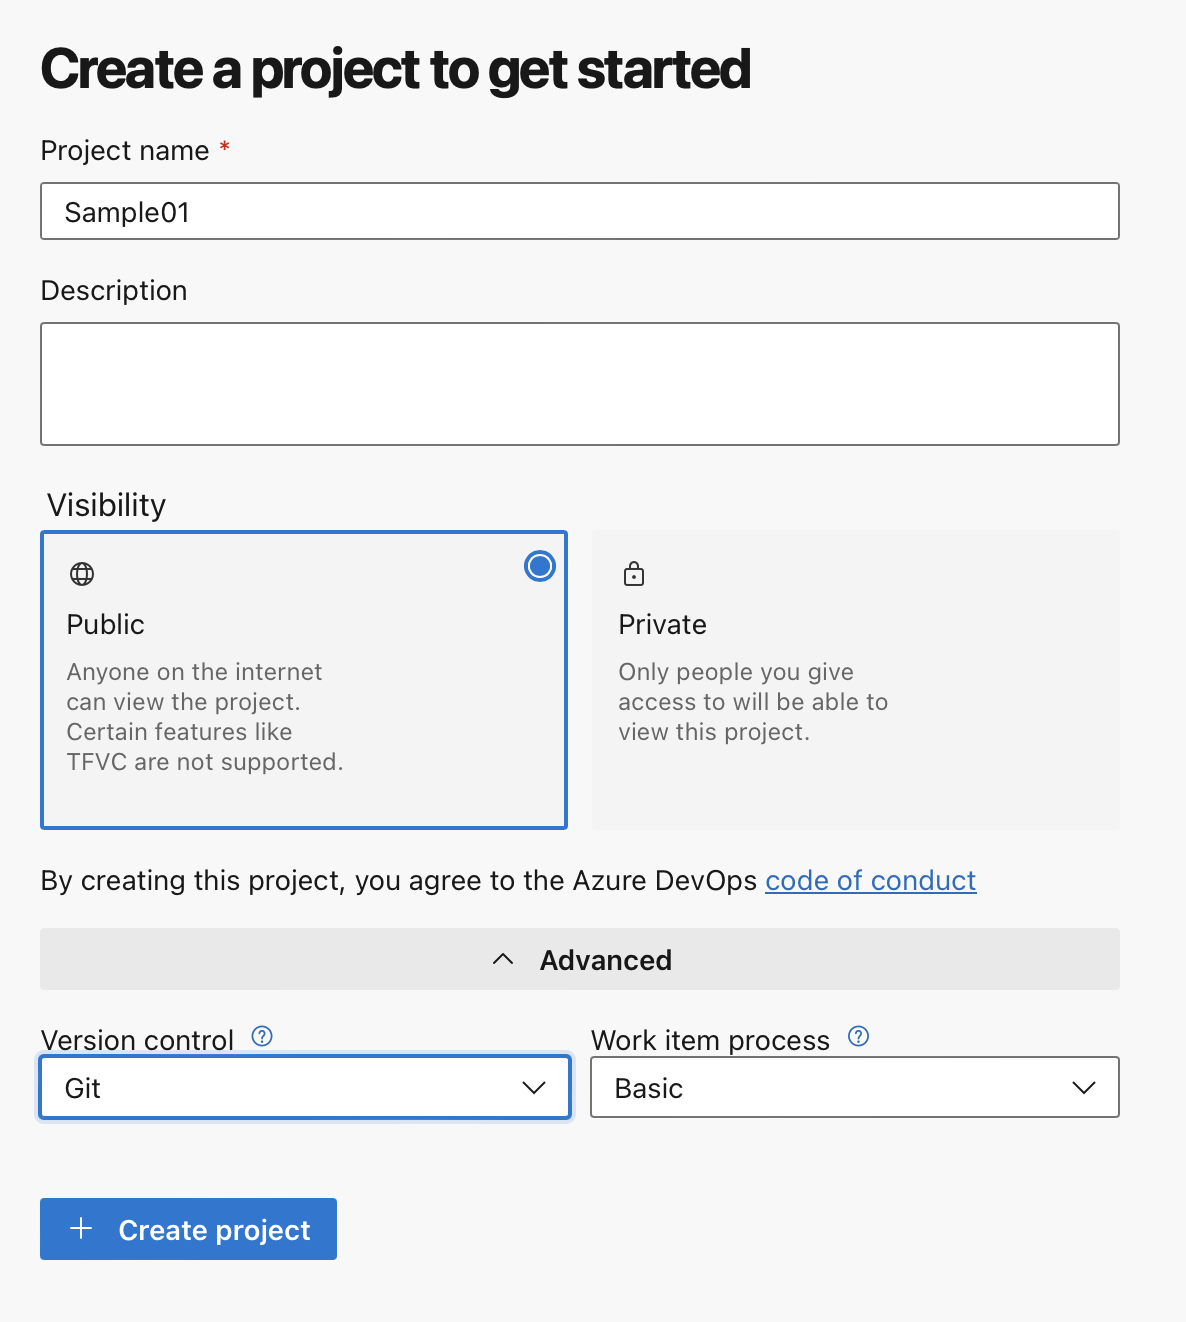 Create a project to get started
Project name *
Sample01
Description
Visibility
Public
Anyone on the internet
can view the project.
Certain features like
TFVC are not supported.
Private
Only people you give
access to will be able to
view this project.
By creating this project, you agree to the Azure DevOps code of conduct
Advanced
Version control ?
Git
Work item process ?
Basic
+ Create project